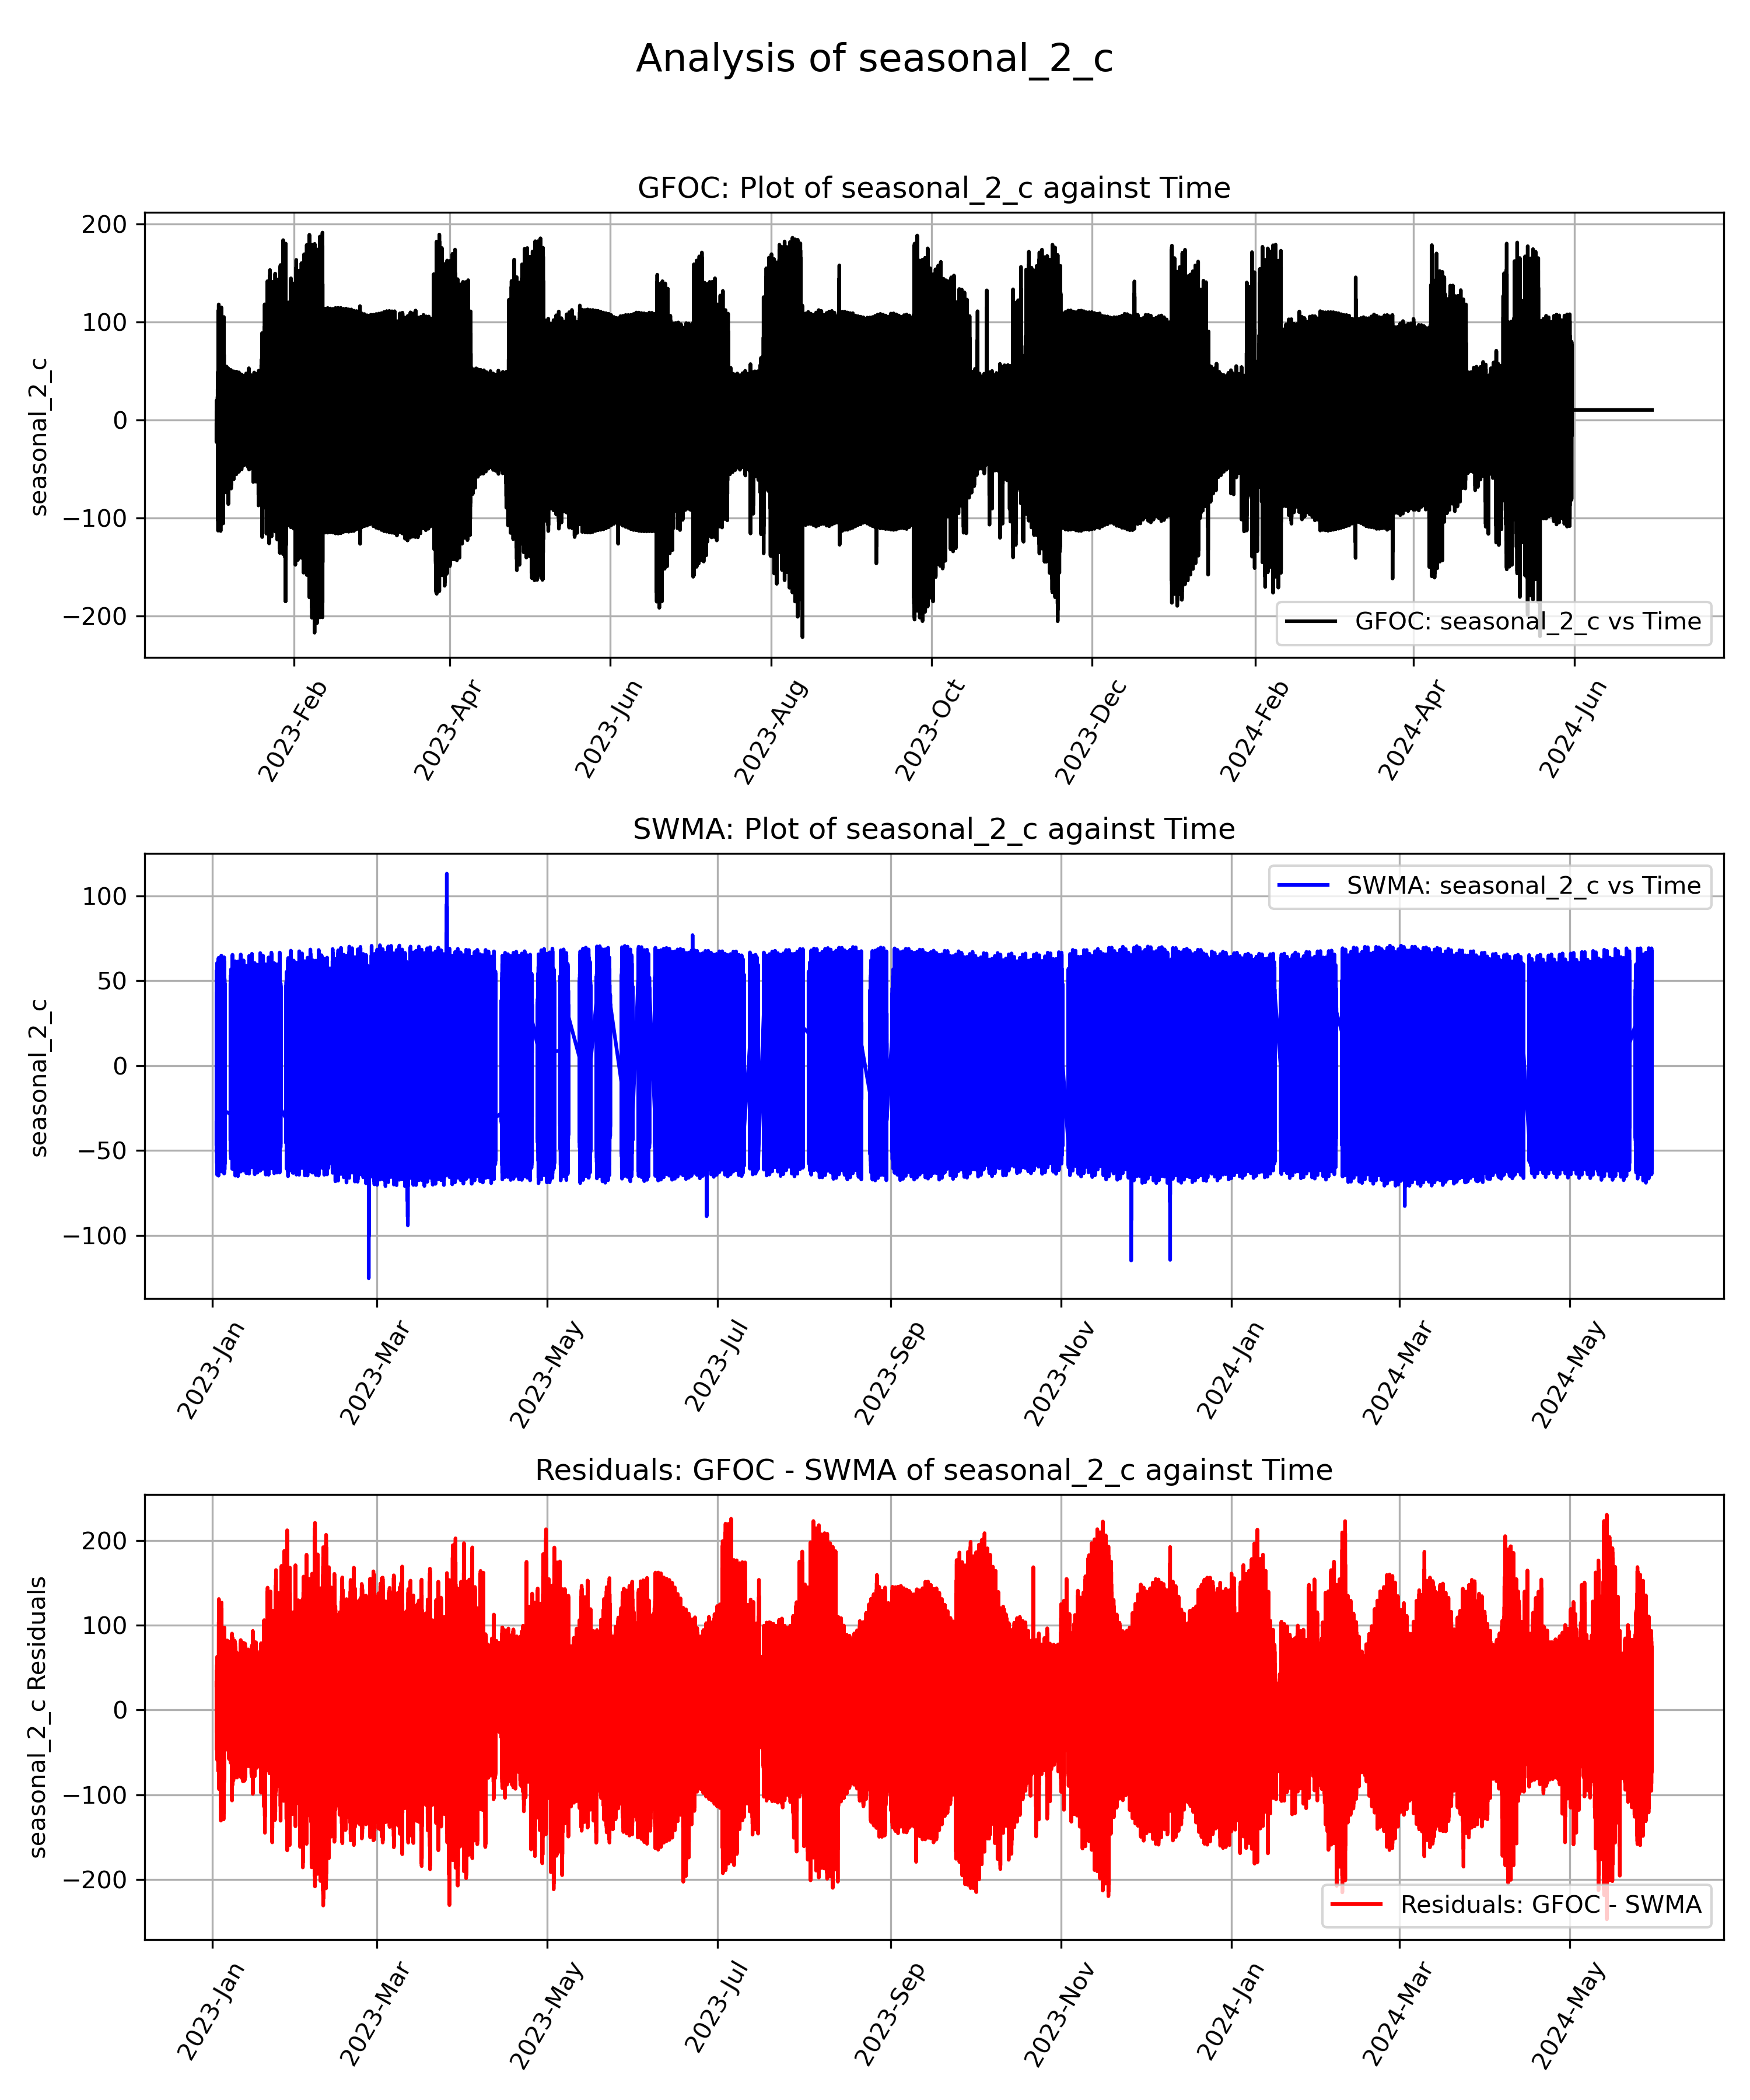 Analysis of seasonal_2_c
GFOC: Plot of seasonal_2_c against Time
seasonal_2_c
200
100
0
−100
−200
GFOC: seasonal_2_c vs Time
2023-Feb
2023-Apr
2023-Jun
2023-Aug
2023-Oct
2023-Dec
2024-Feb
2024-Apr
2024-Jun
SWMA: Plot of seasonal_2_c against Time
seasonal_2_c
100
50
0
−50
−100
SWMA: seasonal_2_c vs Time
2023-Jan
2023-Mar
2023-May
2023-Jul
2023-Sep
2023-Nov
2024-Jan
2024-Mar
2024-May
Residuals: GFOC - SWMA of seasonal_2_c against Time
seasonal_2_c Residuals
200
100
0
−100
−200
Residuals: GFOC - SWMA
2023-Jan
2023-Mar
2023-May
2023-Jul
2023-Sep
2023-Nov
2024-Jan
2024-Mar
2024-May